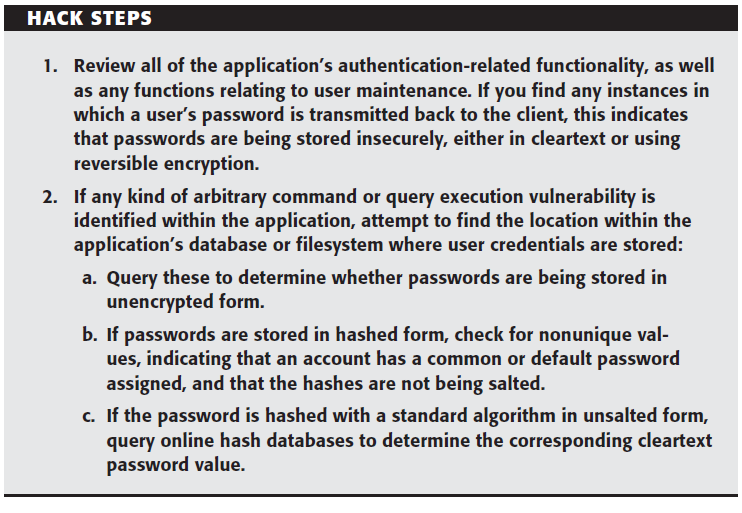 HACK STEPS
1. Review all of the application’s authentication-related functionality, as well
as any functions relating to user maintenance. If you find any instances in
which a user’s password is transmitted back to the client, this indicates
that passwords are being stored insecurely, either in cleartext or using
reversible encryption.
2. If any kind of arbitrary command or query execution vulnerability is
identified within the application, attempt to find the location within the
application’s database or filesystem where user credentials are stored:
a. Query these to determine whether passwords are being stored in
unencrypted form.
b. If passwords are stored in hashed form, check for nonunique val-
ues, indicating that an account has a common or default password
assigned, and that the hashes are not being salted.
c. If the password is hashed with a standard algorithm in unsalted form,
query online hash databases to determine the corresponding cleartext
password value.